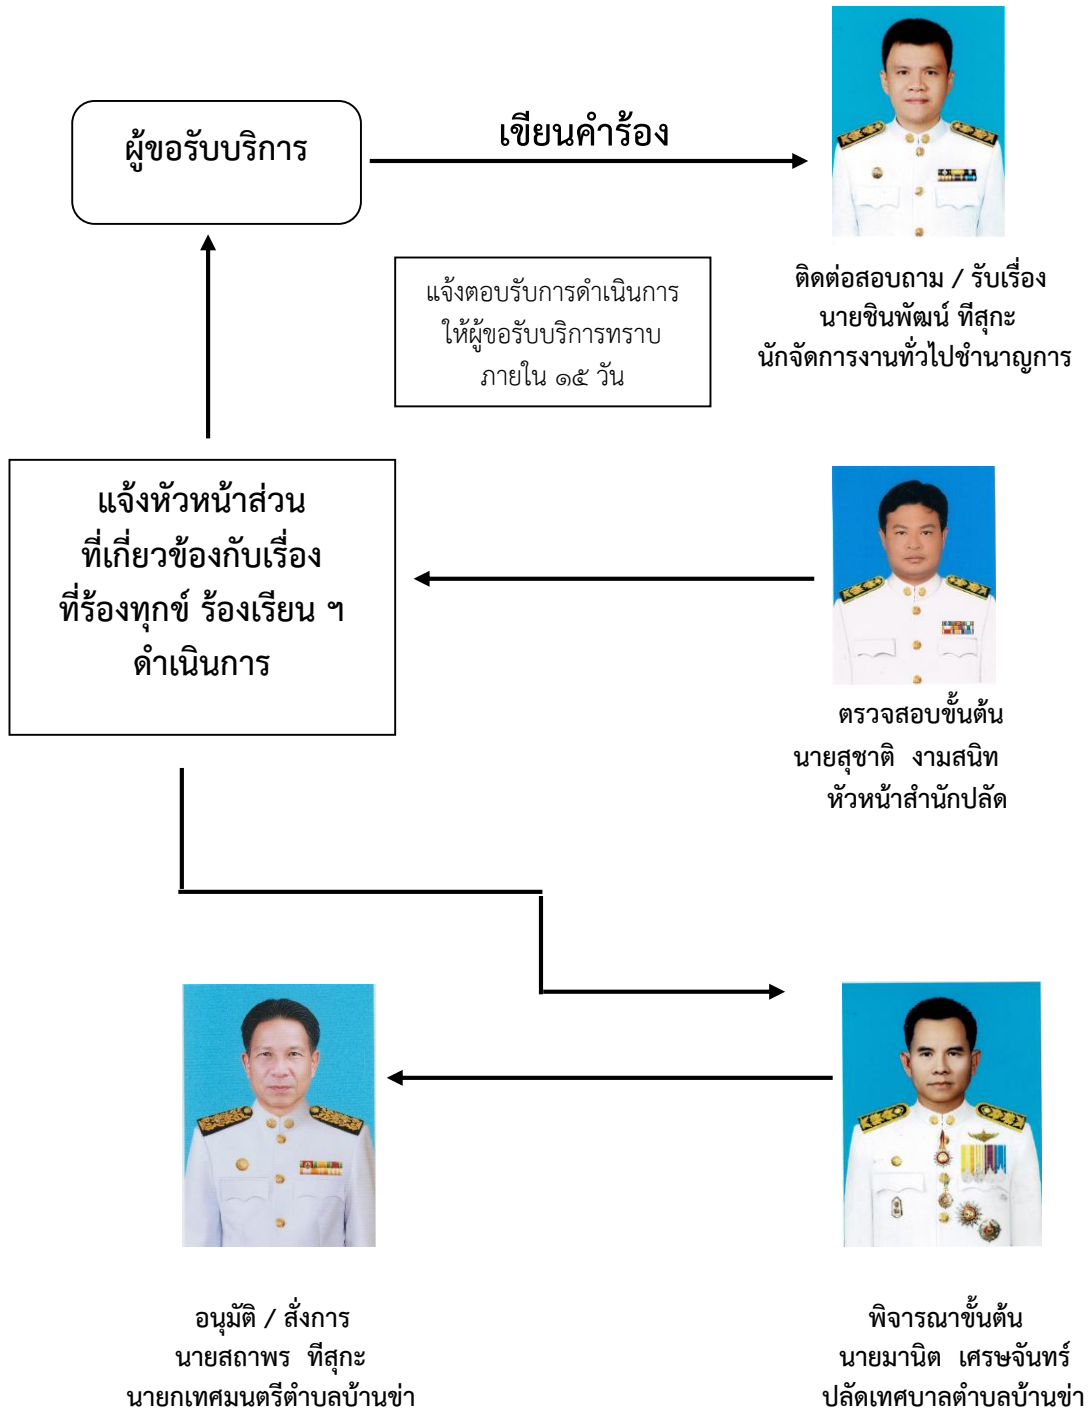 ผู้ขอรับบริการ
เขียนคำร้อง
ติดต่อสอบถาม / รับเรื่อง
นายชินพัฒน์ ทีสุกะ
นักจัดการงานทั่วไปชำนาญการ
แจ้งตอบรับการดำเนินการ
ให้ผู้ขอรับบริการทราบ
ภายใน ๑๕ วัน
แจ้งหัวหน้าส่วน
ที่เกี่ยวข้องกับเรื่อง
ที่ร้องทุกข์ ร้องเรียน ฯ
ดำเนินการ
ตรวจสอบขั้นต้น
นายสุชาติ งามสนิท
หัวหน้าสำนักปลัด
อนุมัติ / สั่งการ
นายสถาพร ทีสุกะ
นายกเทศมนตรีตำบลบ้านข่า
พิจารณาขั้นต้น
นายมานิต เศรษจันทร์
ปลัดเทศบาลตำบลบ้านข่า